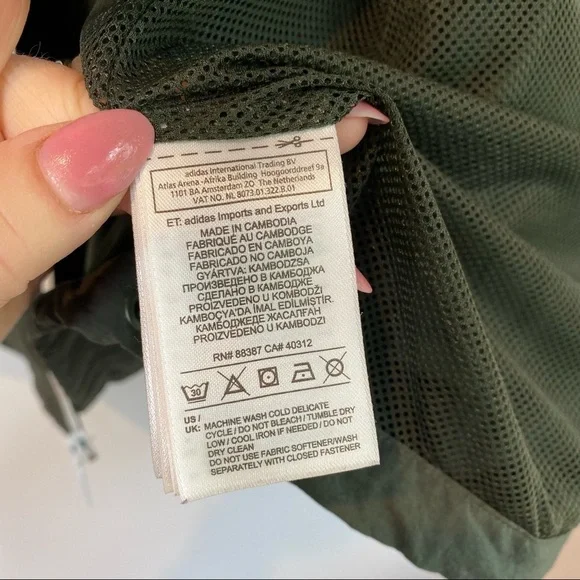 adidas International Trading BV
Atlas Arena -Afrika Building Hoogoorddreef 9a
1101 BA Amsterdam ZO The Netherlands
VAT NO. NL 8073.01.322.B.01
ET: adidas Imports and Exports Ltd
MADE IN CAMBODIA
FABRIQUÉ AU CAMBODGE
FABRICADO EN CAMBOYA
FABRICADO NO CAMBOJA
GYÁRTVA: KAMBODZSA
ПРОИЗВЕДЕНО В КАМБОДЖА
СДЕЛАНО В КАМБОДЖЕ
PROIZVEDENO U KOMBODŽI
KAMBOÇYA'DA İMAL EDİLMİŞTİR.
КАМБОДЖЕДЕ ЖАСАЛҒАН
PROIZVEDENO U KAMBODZI
RN# 88387 CA# 40312
30
US /
UK: MACHINE WASH COLD DELICATE
CYCLE / DO NOT BLEACH / TUMBLE DRY
LOW / COOL IRON IF NEEDED / DO NOT
DRY CLEAN
DO NOT USE FABRIC SOFTENER/WASH
SEPARATELY WITH CLOSED FASTENER